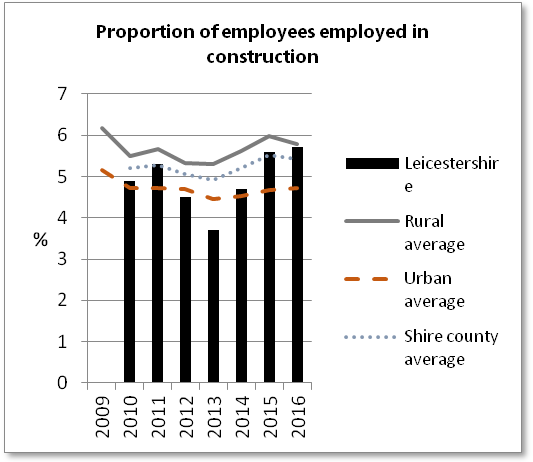 Proportion of employees employed in
construction
7
6
5
4
3
2
1
0
%
2009
2010
2011
2012
2013
2014
2015
2016
Leicestershir
e
Rural
average
Urban
average
Shire county
average